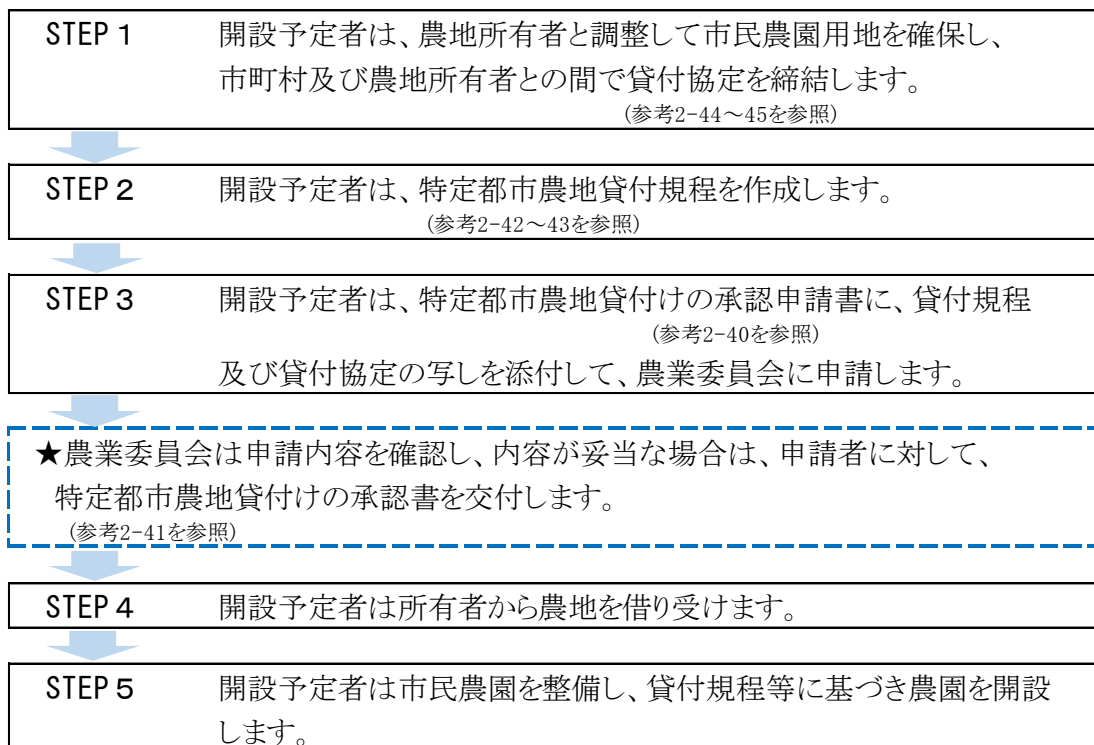 STEP 1 開設予定者は、農地所有者と調整して市民農園用地を確保し、
市町村及び農地所有者との間で貸付協定を締結します。
(参考2-44～45を参照)
STEP 2 開設予定者は、特定都市農地貸付規程を作成します。
(参考2-42～43を参照)
STEP 3 開設予定者は、特定都市農地貸付けの承認申請書に、貸付規程
(参考2-40を参照)
及び貸付協定の写しを添付して、農業委員会に申請します。
★農業委員会は申請内容を確認し、内容が妥当な場合は、申請者に対して、
特定都市農地貸付けの承認書を交付します。
(参考2-41を参照)
STEP 4 開設予定者は所有者から農地を借り受けます。
STEP 5 開設予定者は市民農園を整備し、貸付規程等に基づき農園を開設
します。